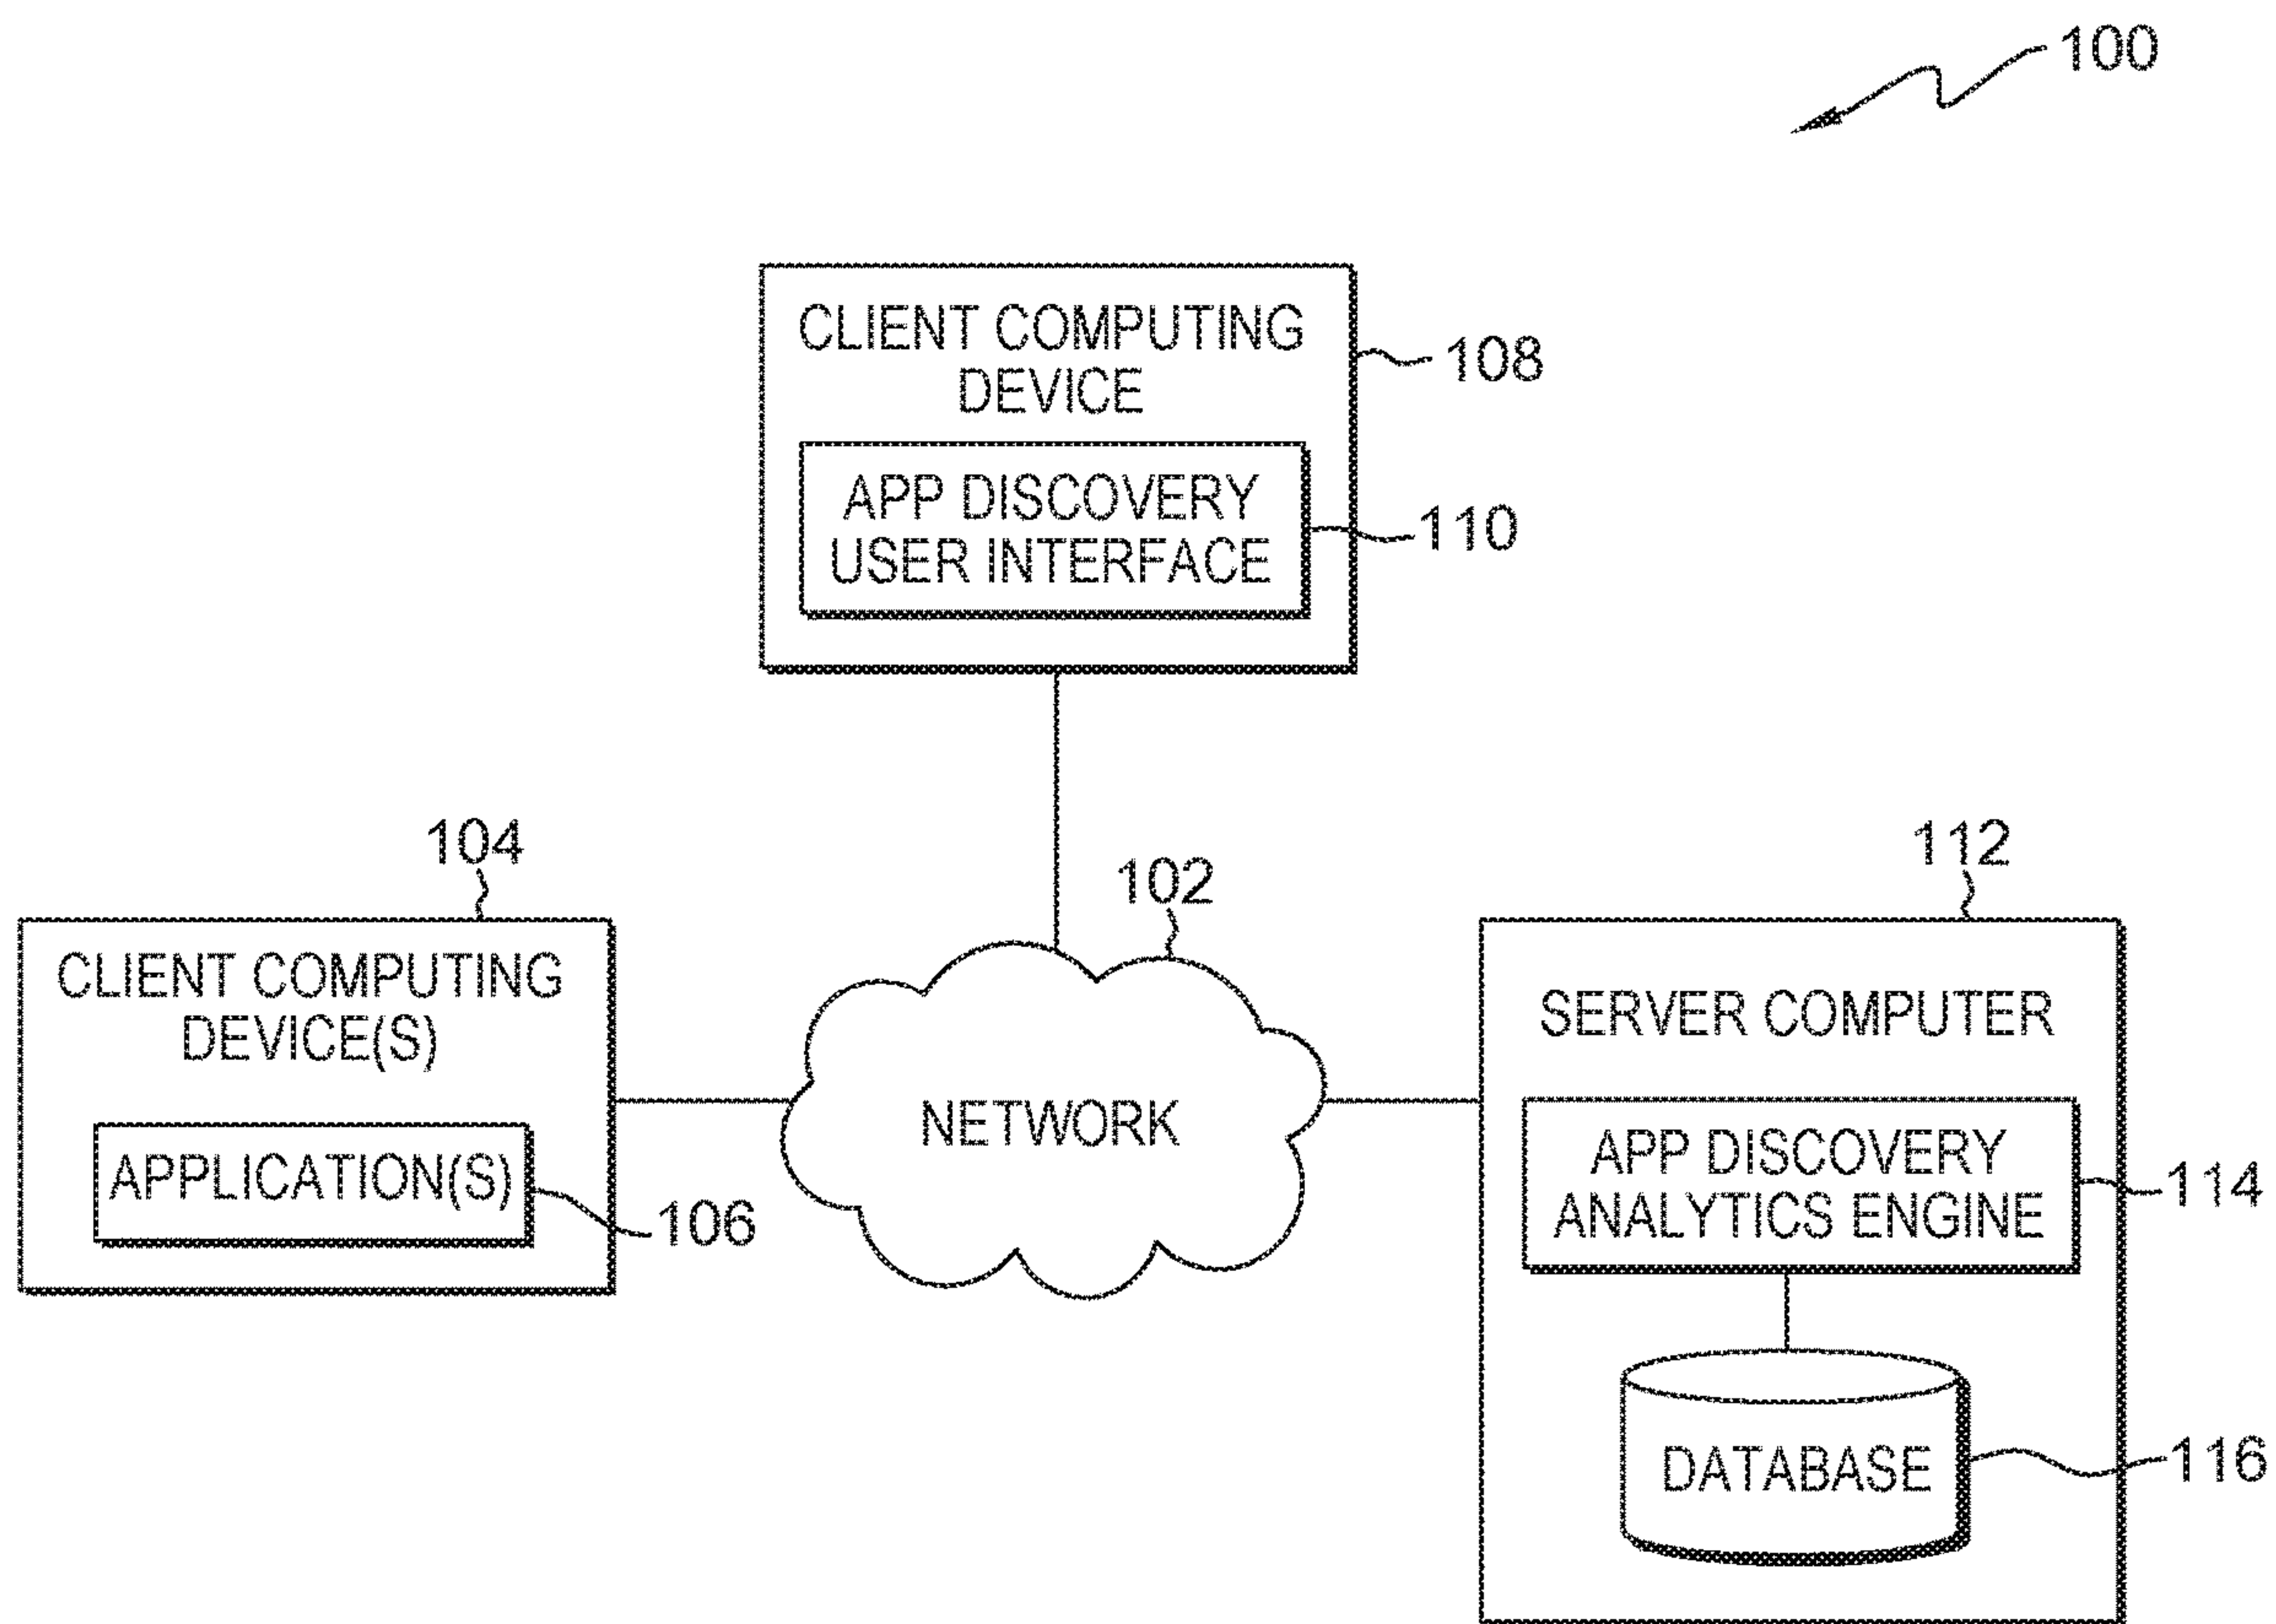 100
CLIENT COMPUTING
DEVICE
108
APP DISCOVERY
USER INTERFACE
110
104
CLIENT COMPUTING
DEVICE(S)
APPLICATION(S)
106
102
NETWORK
112
SERVER COMPUTER
APP DISCOVERY
ANALYTICS ENGINE
114
DATABASE
116